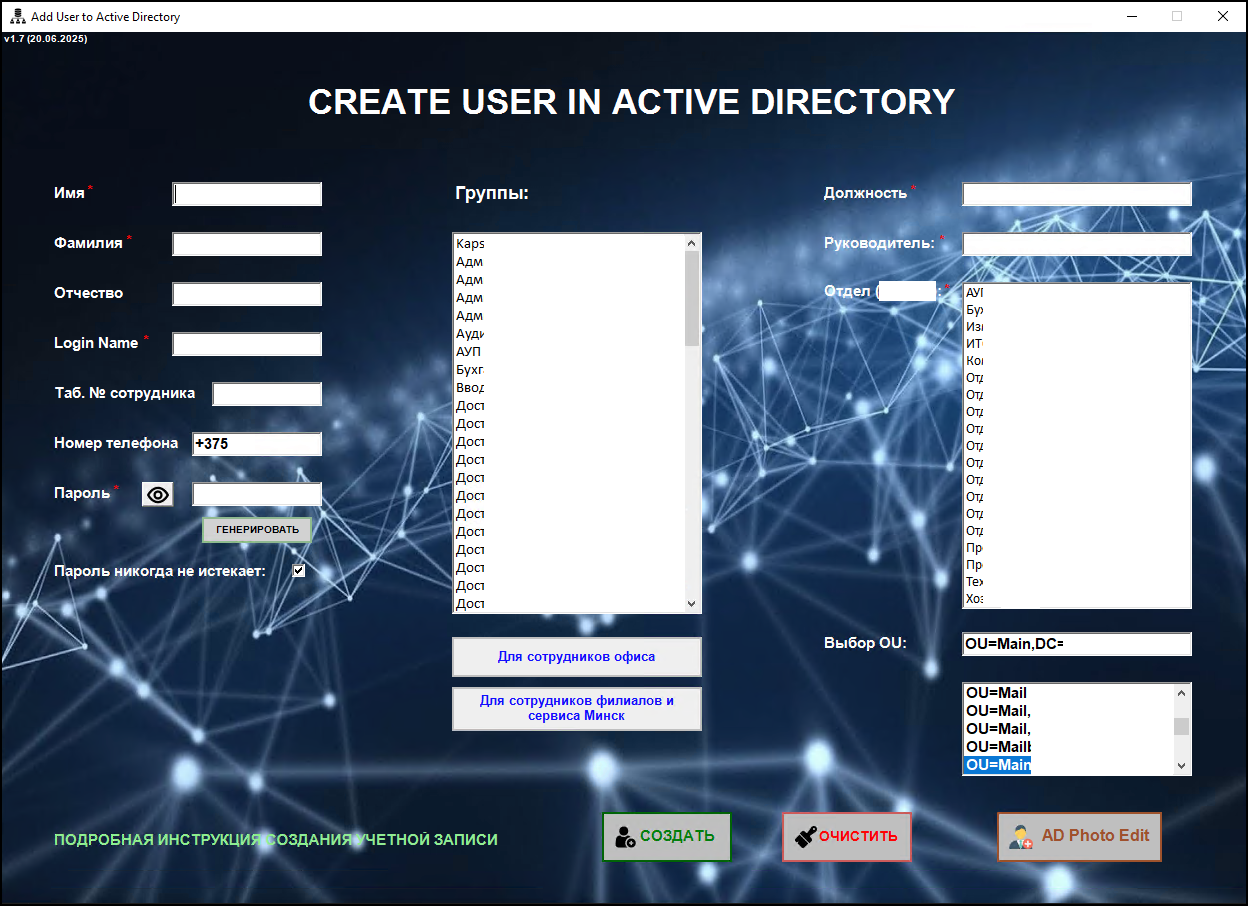 Add User to Active Directory
v1.7 (20.06.2025)
CREATE USER IN ACTIVE DIRECTORY
Имя *
Фамилия *
Отчество
Login Name *
Таб. № сотрудника
Номер телефона +375
Пароль *
ГЕНЕРИРОВАТЬ
Пароль никогда не истекает:
Группы:
Kaps
Адм
Адм
Адм
Адм
Ауди
АУП
Бухг
Ввод
Дост
Дост
Дост
Дост
Дост
Дост
Дост
Дост
Дост
Дост
Дост
Дост
Для сотрудников офиса
Для сотрудников филиалов и
сервиса Минск
Должность *
Руководитель: *
Отдел ( : *
АУП
Бух
Изм
ИТ
Ком
Отд
Отд
Отд
Отд
Отд
Отд
Отд
Отд
Отд
Отд
Пр
Пр
Тех
Хоз
Выбор OU:
OU=Main,DC=
OU=Mail
OU=Mail,
OU=Mail,
OU=Mail
OU=Main
ПОДРОБНАЯ ИНСТРУКЦИЯ СОЗДАНИЯ УЧЕТНОЙ ЗАПИСИ
СОЗДАТЬ
ОЧИСТИТЬ
AD Photo Edit